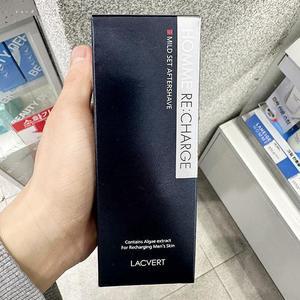 HOMME RE:CHARGE
MILD SET AFTERSHAVE
Contains Algae extract
For Recharging Men's Skin
LACVERT